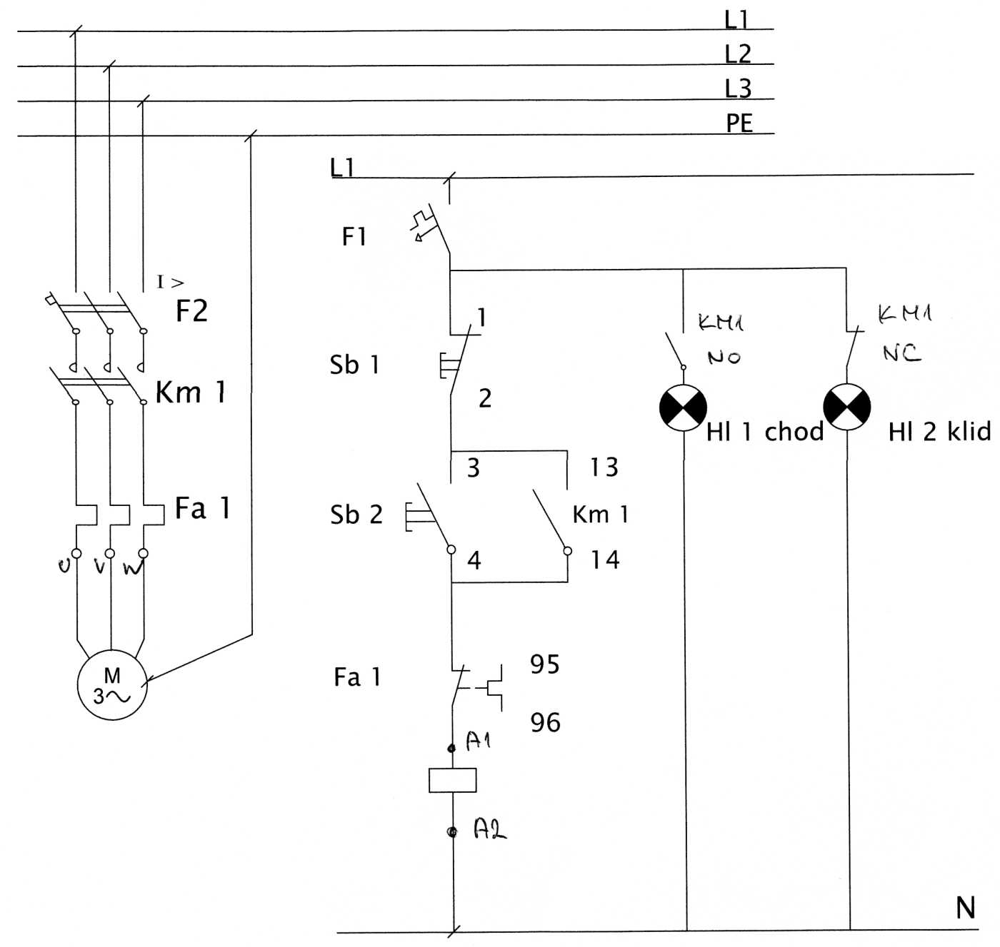 L1
L2
L3
PE
L1
F1
I >
F2
1
KM1
NO
KM1
NC
Sb 1
Km 1
2
Hl 1 chod
Hl 2 klid
3
13
Fa 1
Sb 2
Km 1
4
14
U
V
W
95
Fa 1
M
3~
96
A1
A2
N